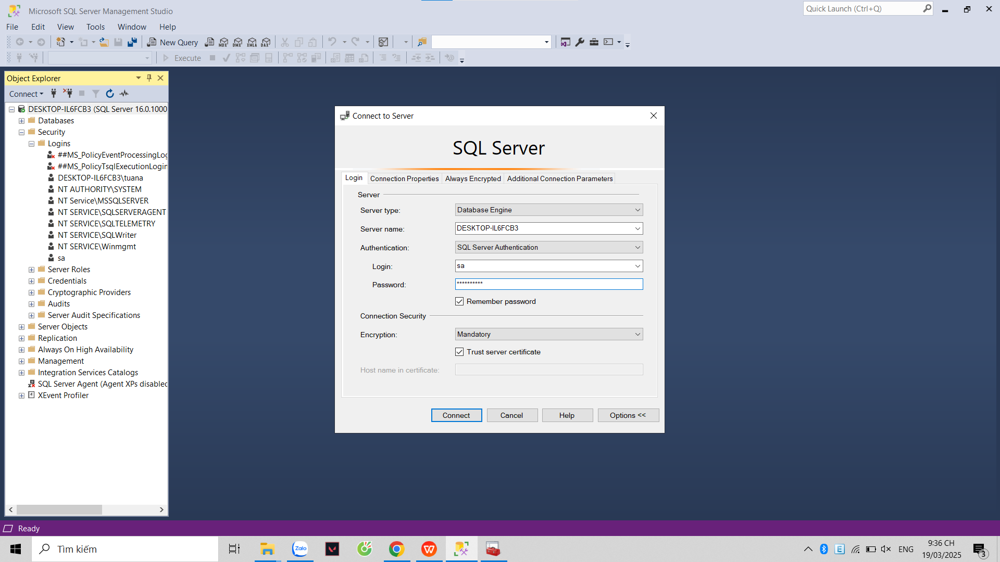 Microsoft SQL Server Management Studio
Quick Launch (Ctrl+Q)
File Edit View Tools Window Help
New Query MDX DMX XMLA DAX
Execute
Object Explorer
Connect
DESKTOP-IL6FCB3 (SQL Server 16.0.1000
Databases
Security
Logins
##MS_PolicyEventProcessingLog
##MS_PolicyTsqlExecutionLogin
DESKTOP-IL6FCB3\tuana
NT AUTHORITY\SYSTEM
NT Service\MSSQLSERVER
NT SERVICE\SQLSERVERAGENT
NT SERVICE\SQLTELEMETRY
NT SERVICE\SQLWriter
NT SERVICE\Winmgmt
sa
Server Roles
Credentials
Cryptographic Providers
Audits
Server Audit Specifications
Server Objects
Replication
Always On High Availability
Management
Integration Services Catalogs
SQL Server Agent (Agent XPs disabled
XEvent Profiler
Connect to Server
SQL Server
Login Connection Properties Always Encrypted Additional Connection Parameters
Server
Server type: Database Engine
Server name: DESKTOP-IL6FCB3
Authentication: SQL Server Authentication
Login: sa
Password: **********
Remember password
Connection Security
Encryption: Mandatory
Trust server certificate
Host name in certificate:
Connect Cancel Help Options <<
Ready
Tìm kiếm
Zalo
ENG
9:36 CH
19/03/2025
3